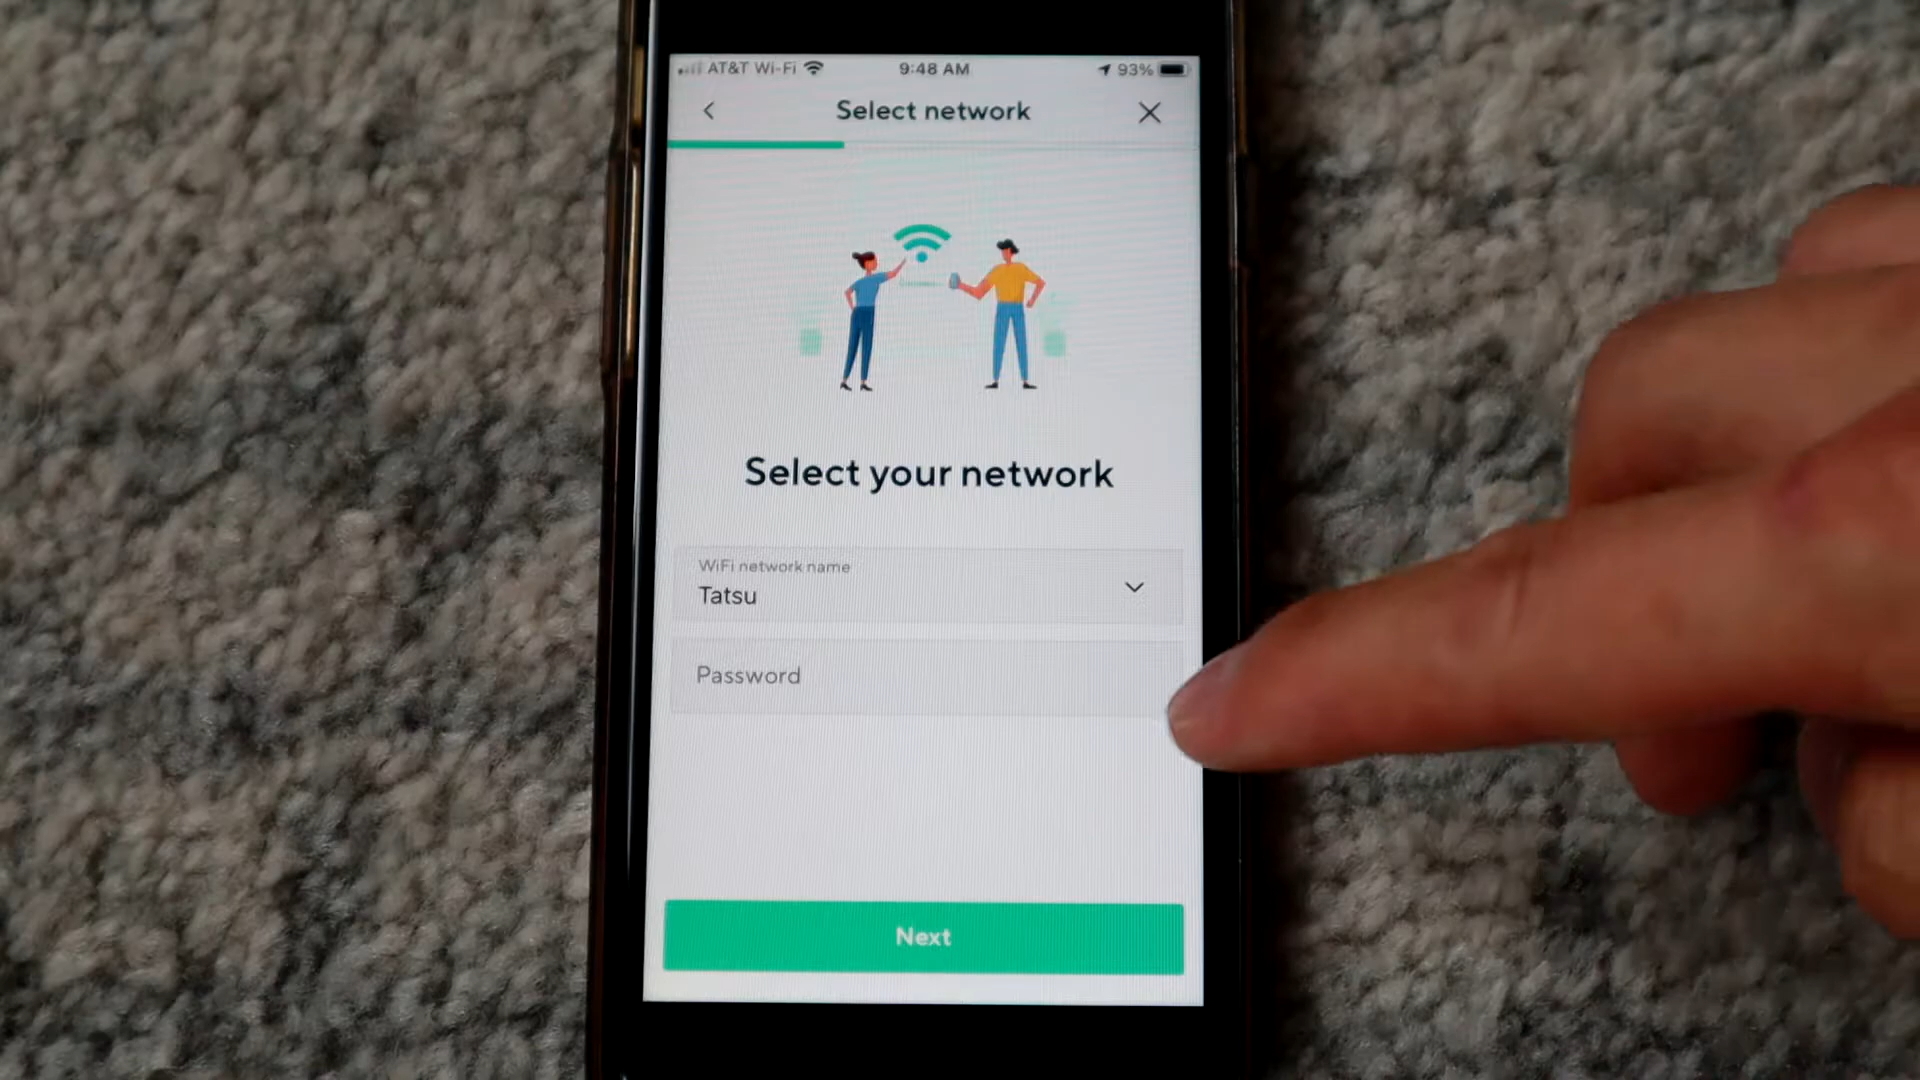 AT&T Wi-Fi 9:48 AM 93%
Select network
Select your network
WiFi network name
Tatsu
Password
Next